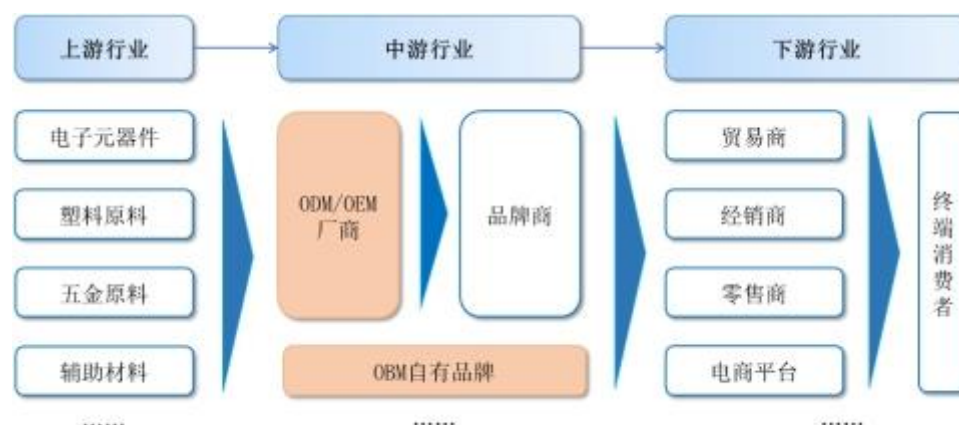 上游行业
中游行业
下游行业
电子元器件
塑料原料
五金原料
辅助材料
......
ODM/OEM
厂商
品牌商
OBM自有品牌
......
贸易商
经销商
零售商
电商平台
......
终
端
消
费
者